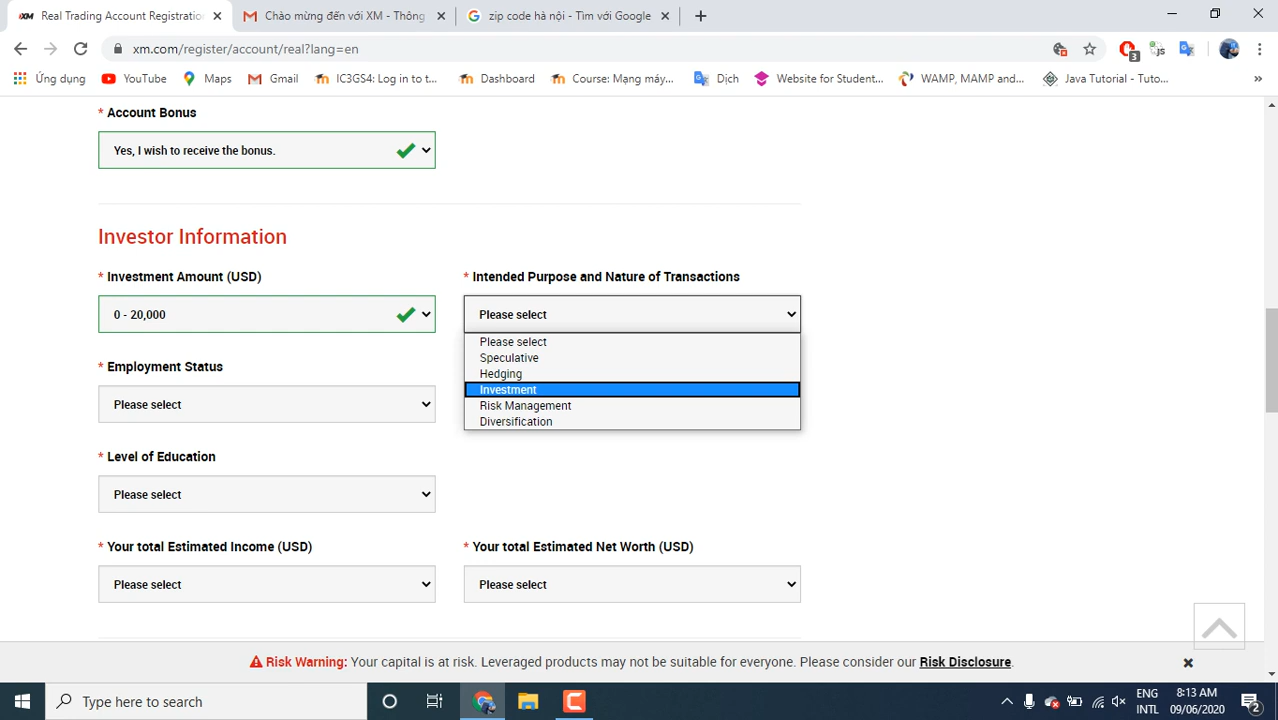 XM Real Trading Account Registration
Chào mừng đến với XM - Thông
zip code hà nội - Tìm với Google
xm.com/register/account/real?lang=en
3
js
Ứng dụng
YouTube
Maps
Gmail
IC3GS4: Log in to t...
Dashboard
Course: Mạng máy...
Dịch
Website for Student...
WAMP, MAMP and...
Java Tutorial - Tuto...
»
* Account Bonus
Yes, I wish to receive the bonus.
Investor Information
* Investment Amount (USD)
* Intended Purpose and Nature of Transactions
0 - 20,000
Please select
Please select
Speculative
Hedging
Investment
Risk Management
Diversification
* Employment Status
Please select
* Level of Education
Please select
* Your total Estimated Income (USD)
* Your total Estimated Net Worth (USD)
Please select
Please select
Risk Warning: Your capital is at risk. Leveraged products may not be suitable for everyone. Please consider our Risk Disclosure.
Type here to search
ENG
INTL
8:13 AM
09/06/2020
2